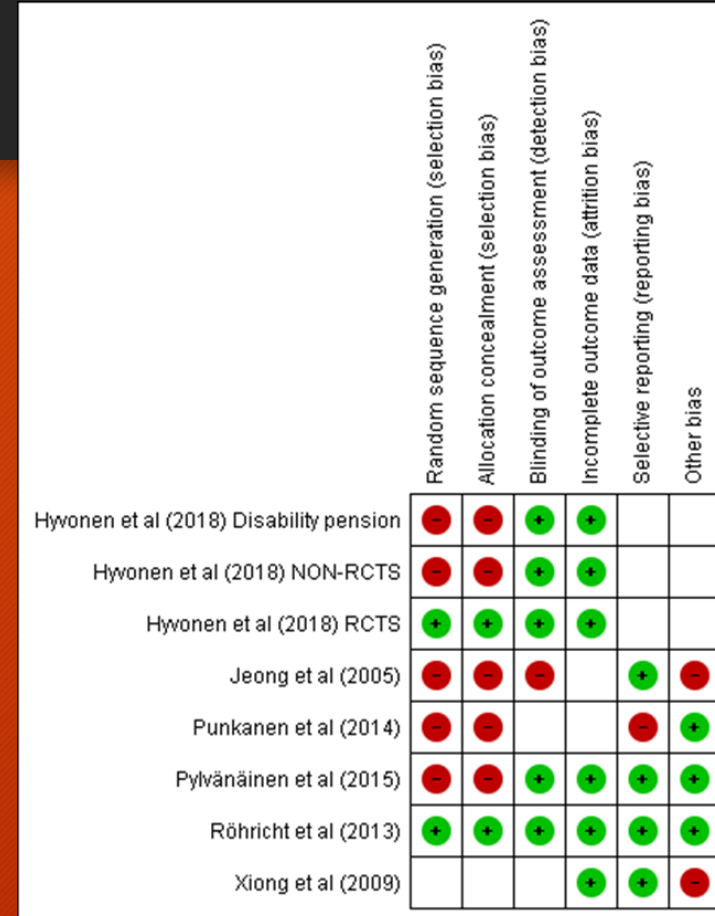 Random sequence generation (selection bias)
Allocation concealment (selection bias)
Blinding of outcome assessment (detection bias)
Incomplete outcome data (attrition bias)
Selective reporting (reporting bias)
Other bias
Hyvonen et al (2018) Disability pension - - + +
Hyvonen et al (2018) NON-RCTS - - + +
Hyvonen et al (2018) RCTS + + + +
Jeong et al (2005) - - - + -
Punkanen et al (2014) - - - +
Pylvänäinen et al (2015) - - + + + +
Röhricht et al (2013) + + + + + +
Xiong et al (2009) + + -